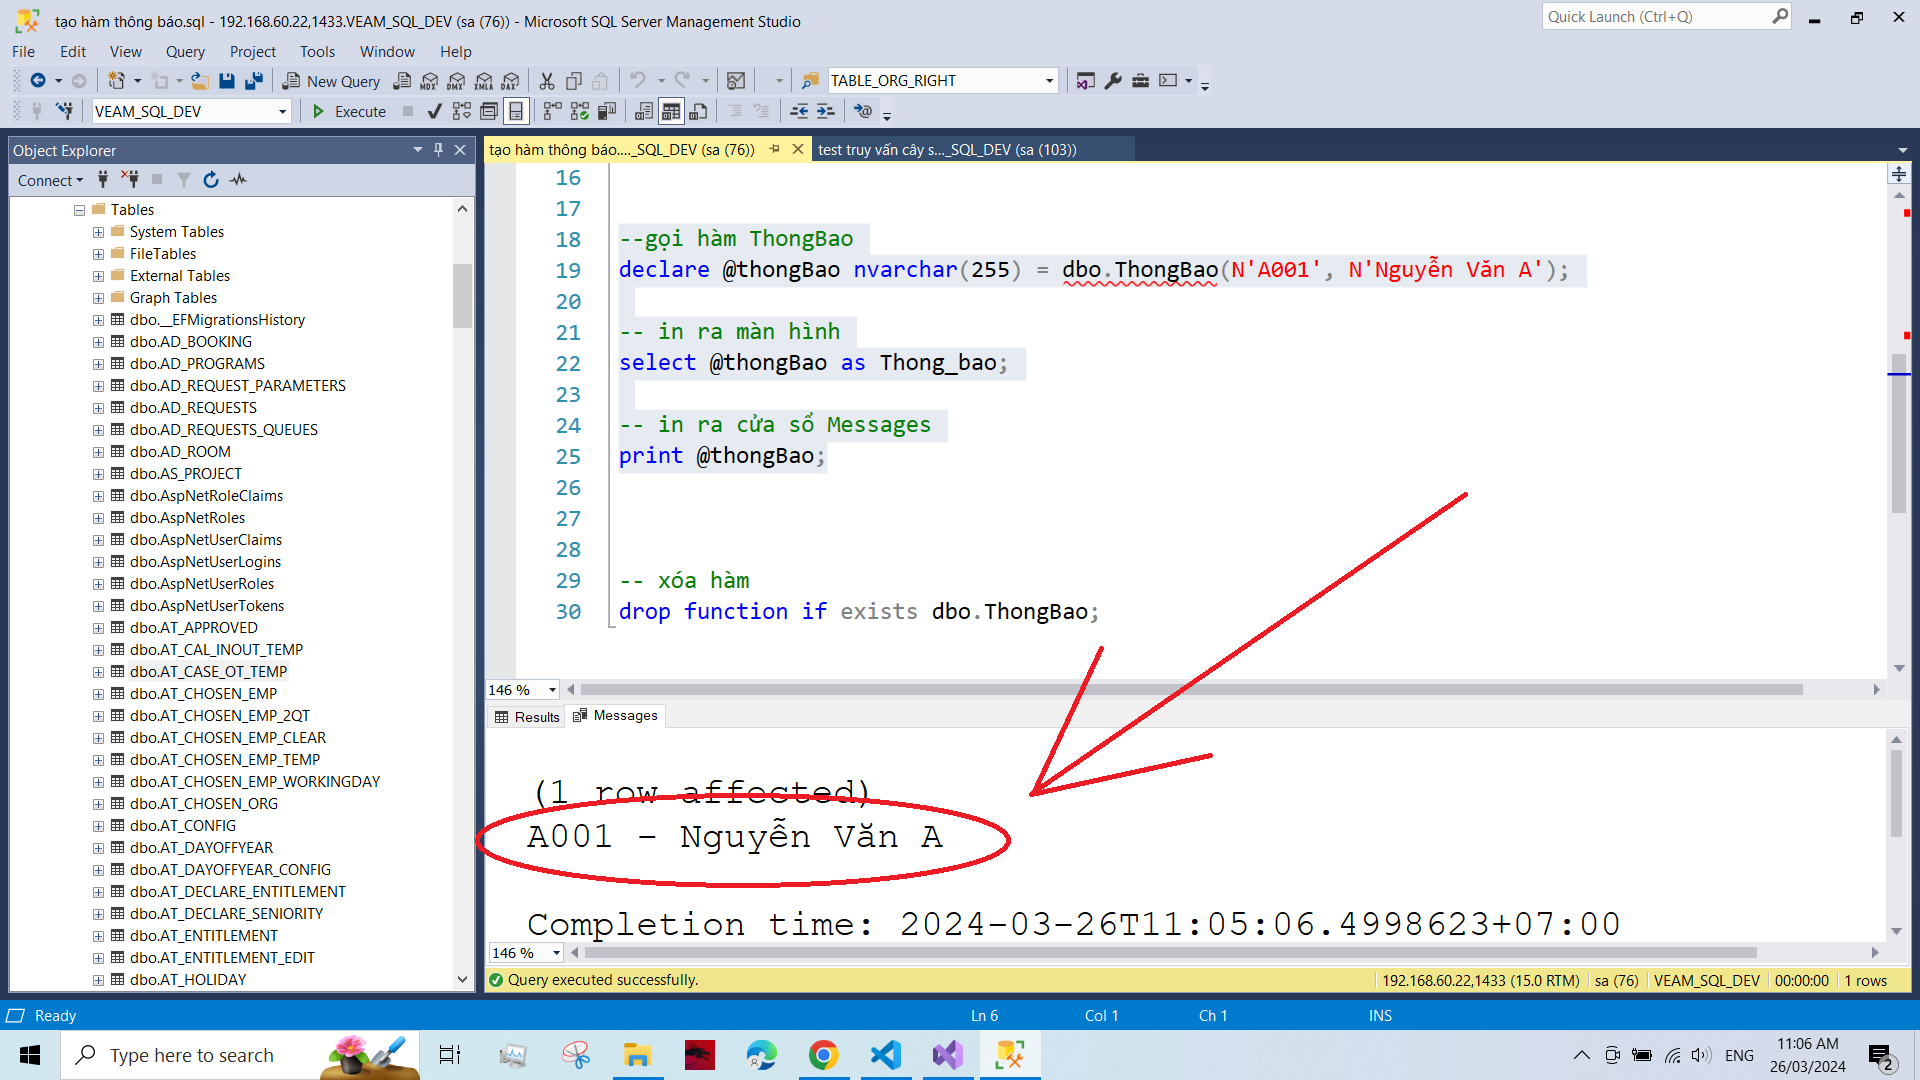 tạo hàm thông báo.sql - 192.168.60.22,1433.VEAM_SQL_DEV (sa (76)) - Microsoft SQL Server Management Studio
Quick Launch (Ctrl+Q)
File Edit View Query Project Tools Window Help
New Query
MDX DMX XMLA DAX
TABLE_ORG_RIGHT
VEAM_SQL_DEV
Execute
Object Explorer
Connect
Tables
System Tables
FileTables
External Tables
Graph Tables
dbo.__EFMigrationsHistory
dbo.AD_BOOKING
dbo.AD_PROGRAMS
dbo.AD_REQUEST_PARAMETERS
dbo.AD_REQUESTS
dbo.AD_REQUESTS_QUEUES
dbo.AD_ROOM
dbo.AS_PROJECT
dbo.AspNetRoleClaims
dbo.AspNetRoles
dbo.AspNetUserClaims
dbo.AspNetUserLogins
dbo.AspNetUserRoles
dbo.AspNetUserTokens
dbo.AT_APPROVED
dbo.AT_CAL_INOUT_TEMP
dbo.AT_CASE_OT_TEMP
dbo.AT_CHOSEN_EMP
dbo.AT_CHOSEN_EMP_2QT
dbo.AT_CHOSEN_EMP_CLEAR
dbo.AT_CHOSEN_EMP_TEMP
dbo.AT_CHOSEN_EMP_WORKINGDAY
dbo.AT_CHOSEN_ORG
dbo.AT_CONFIG
dbo.AT_DAYOFFYEAR
dbo.AT_DAYOFFYEAR_CONFIG
dbo.AT_DECLARE_ENTITLEMENT
dbo.AT_DECLARE_SENIORITY
dbo.AT_ENTITLEMENT
dbo.AT_ENTITLEMENT_EDIT
dbo.AT_HOLIDAY
tạo hàm thông báo...._SQL_DEV (sa (76)) test truy vấn cây s..._SQL_DEV (sa (103))
16
17
18 --gọi hàm ThongBao
19 declare @thongBao nvarchar(255) = dbo.ThongBao(N'A001', N'Nguyễn Văn A');
20
21 -- in ra màn hình
22 select @thongBao as Thong_bao;
23
24 -- in ra cửa sổ Messages
25 print @thongBao;
26
27
28
29 -- xóa hàm
30 drop function if exists dbo.ThongBao;
146 %
Results Messages
(1 row affected)
A001 - Nguyễn Văn A
Completion time: 2024-03-26T11:05:06.4998623+07:00
146 %
Query executed successfully. 192.168.60.22,1433 (15.0 RTM) sa (76) VEAM_SQL_DEV 00:00:00 1 rows
Ready Ln 6 Col 1 Ch 1 INS
Type here to search
ENG
11:06 AM
26/03/2024
2